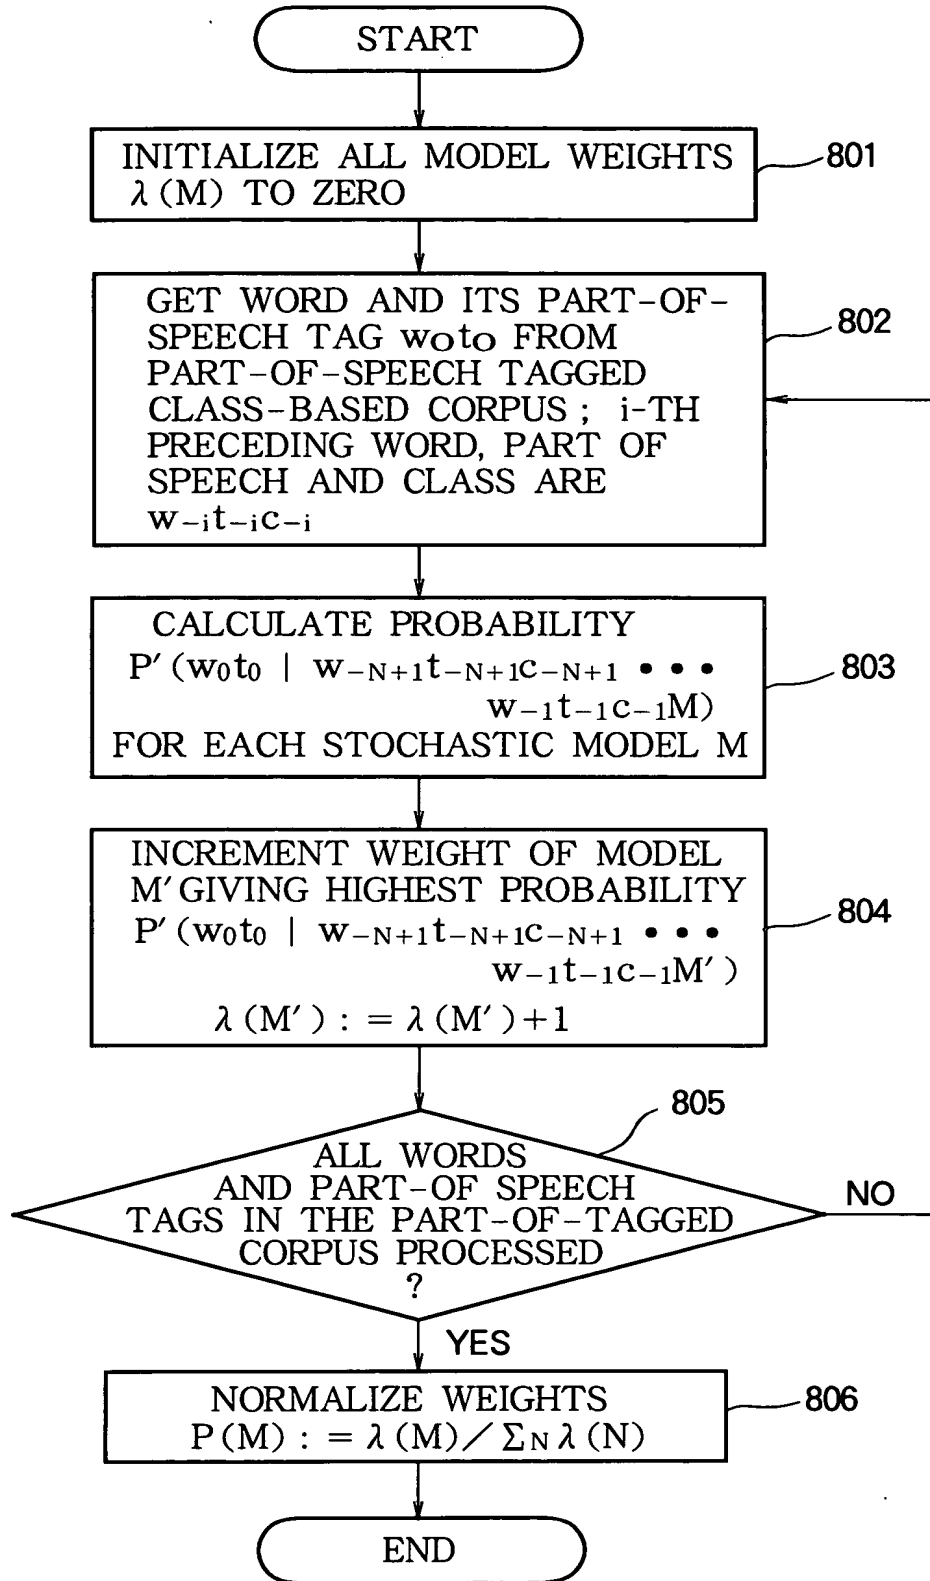 START
INITIALIZE ALL MODEL WEIGHTS
λ(M) TO ZERO
801
GET WORD AND ITS PART-OF-
SPEECH TAG w₀t₀ FROM
PART-OF-SPEECH TAGGED
CLASS-BASED CORPUS ; i-TH
PRECEDING WORD, PART OF
SPEECH AND CLASS ARE
w₋ᵢt₋ᵢc₋ᵢ
802
CALCULATE PROBABILITY
P′(w₀t₀ | w₋N₊₁t₋N₊₁c₋N₊₁ •••
w₋₁t₋₁c₋₁M)
FOR EACH STOCHASTIC MODEL M
803
INCREMENT WEIGHT OF MODEL
M′ GIVING HIGHEST PROBABILITY
P′(w₀t₀ | w₋N₊₁t₋N₊₁c₋N₊₁ •••
w₋₁t₋₁c₋₁M′)
λ(M′) := λ(M′)+1
804
805
ALL WORDS
AND PART-OF SPEECH
TAGS IN THE PART-OF-TAGGED
CORPUS PROCESSED
?
NO
YES
NORMALIZE WEIGHTS
P(M) := λ(M)/ΣN λ(N)
806
END